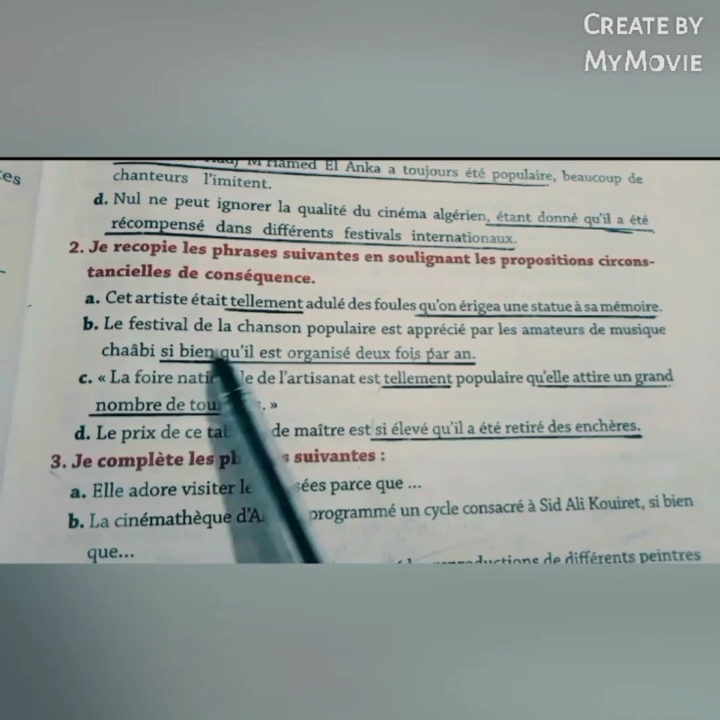 CREATE BY
MYMOVIE
M'Hamed El Anka a toujours été populaire, beaucoup de
chanteurs l'imitent.
d. Nul ne peut ignorer la qualité du cinéma algérien, étant donné qu'il a été
récompensé dans différents festivals internationaux.
2. Je recopie les phrases suivantes en soulignant les propositions circons-
tancielles de conséquence.
a. Cet artiste était tellement adulé des foules qu'on érigea une statue à sa mémoire.
b. Le festival de la chanson populaire est apprécié par les amateurs de musique
chaâbi si bien qu'il est organisé deux fois par an.
c. « La foire de l'artisanat est tellement populaire qu'elle attire un grand
nombre de . »
d. Le prix de ce de maître est si élevé qu'il a été retiré des enchères.
3. Je complète les suivantes :
a. Elle adore visiter parce que ...
b. La cinémathèque programmé un cycle consacré à Sid Ali Kouiret, si bien
que...
de différents peintres